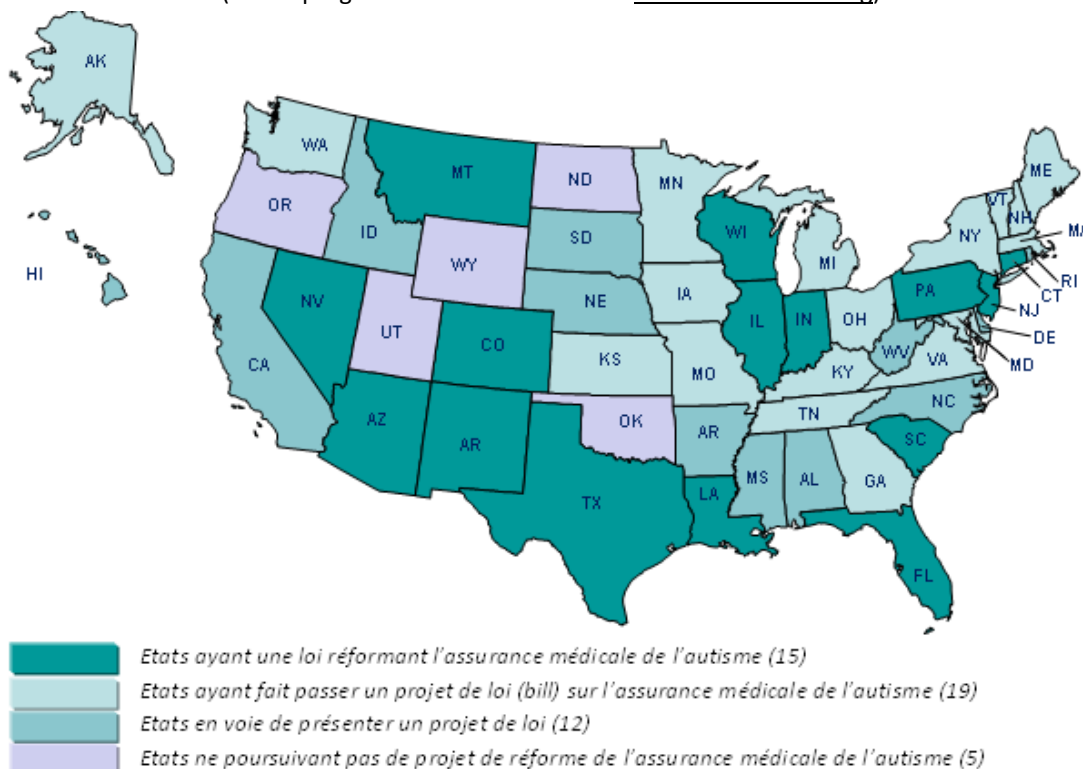 AK
WA
MT
ND
MN
ME
VT
NH
OR
ID
SD
WI
NY
MA
HI
WY
MI
RI
CT
NV
NE
IA
PA
NJ
UT
CO
IL
IN
OH
DE
CA
KS
MO
KY
WV
VA
MD
AZ
AR
OK
AR
TN
NC
SC
TX
LA
MS
AL
GA
FL
Etats ayant une loi réformant l'assurance médicale de l'autisme (15)
Etats ayant fait passer un projet de loi (bill) sur l'assurance médicale de l'autisme (19)
Etats en voie de présenter un projet de loi (12)
Etats ne poursuivant pas de projet de réforme de l'assurance médicale de l'autisme (5)